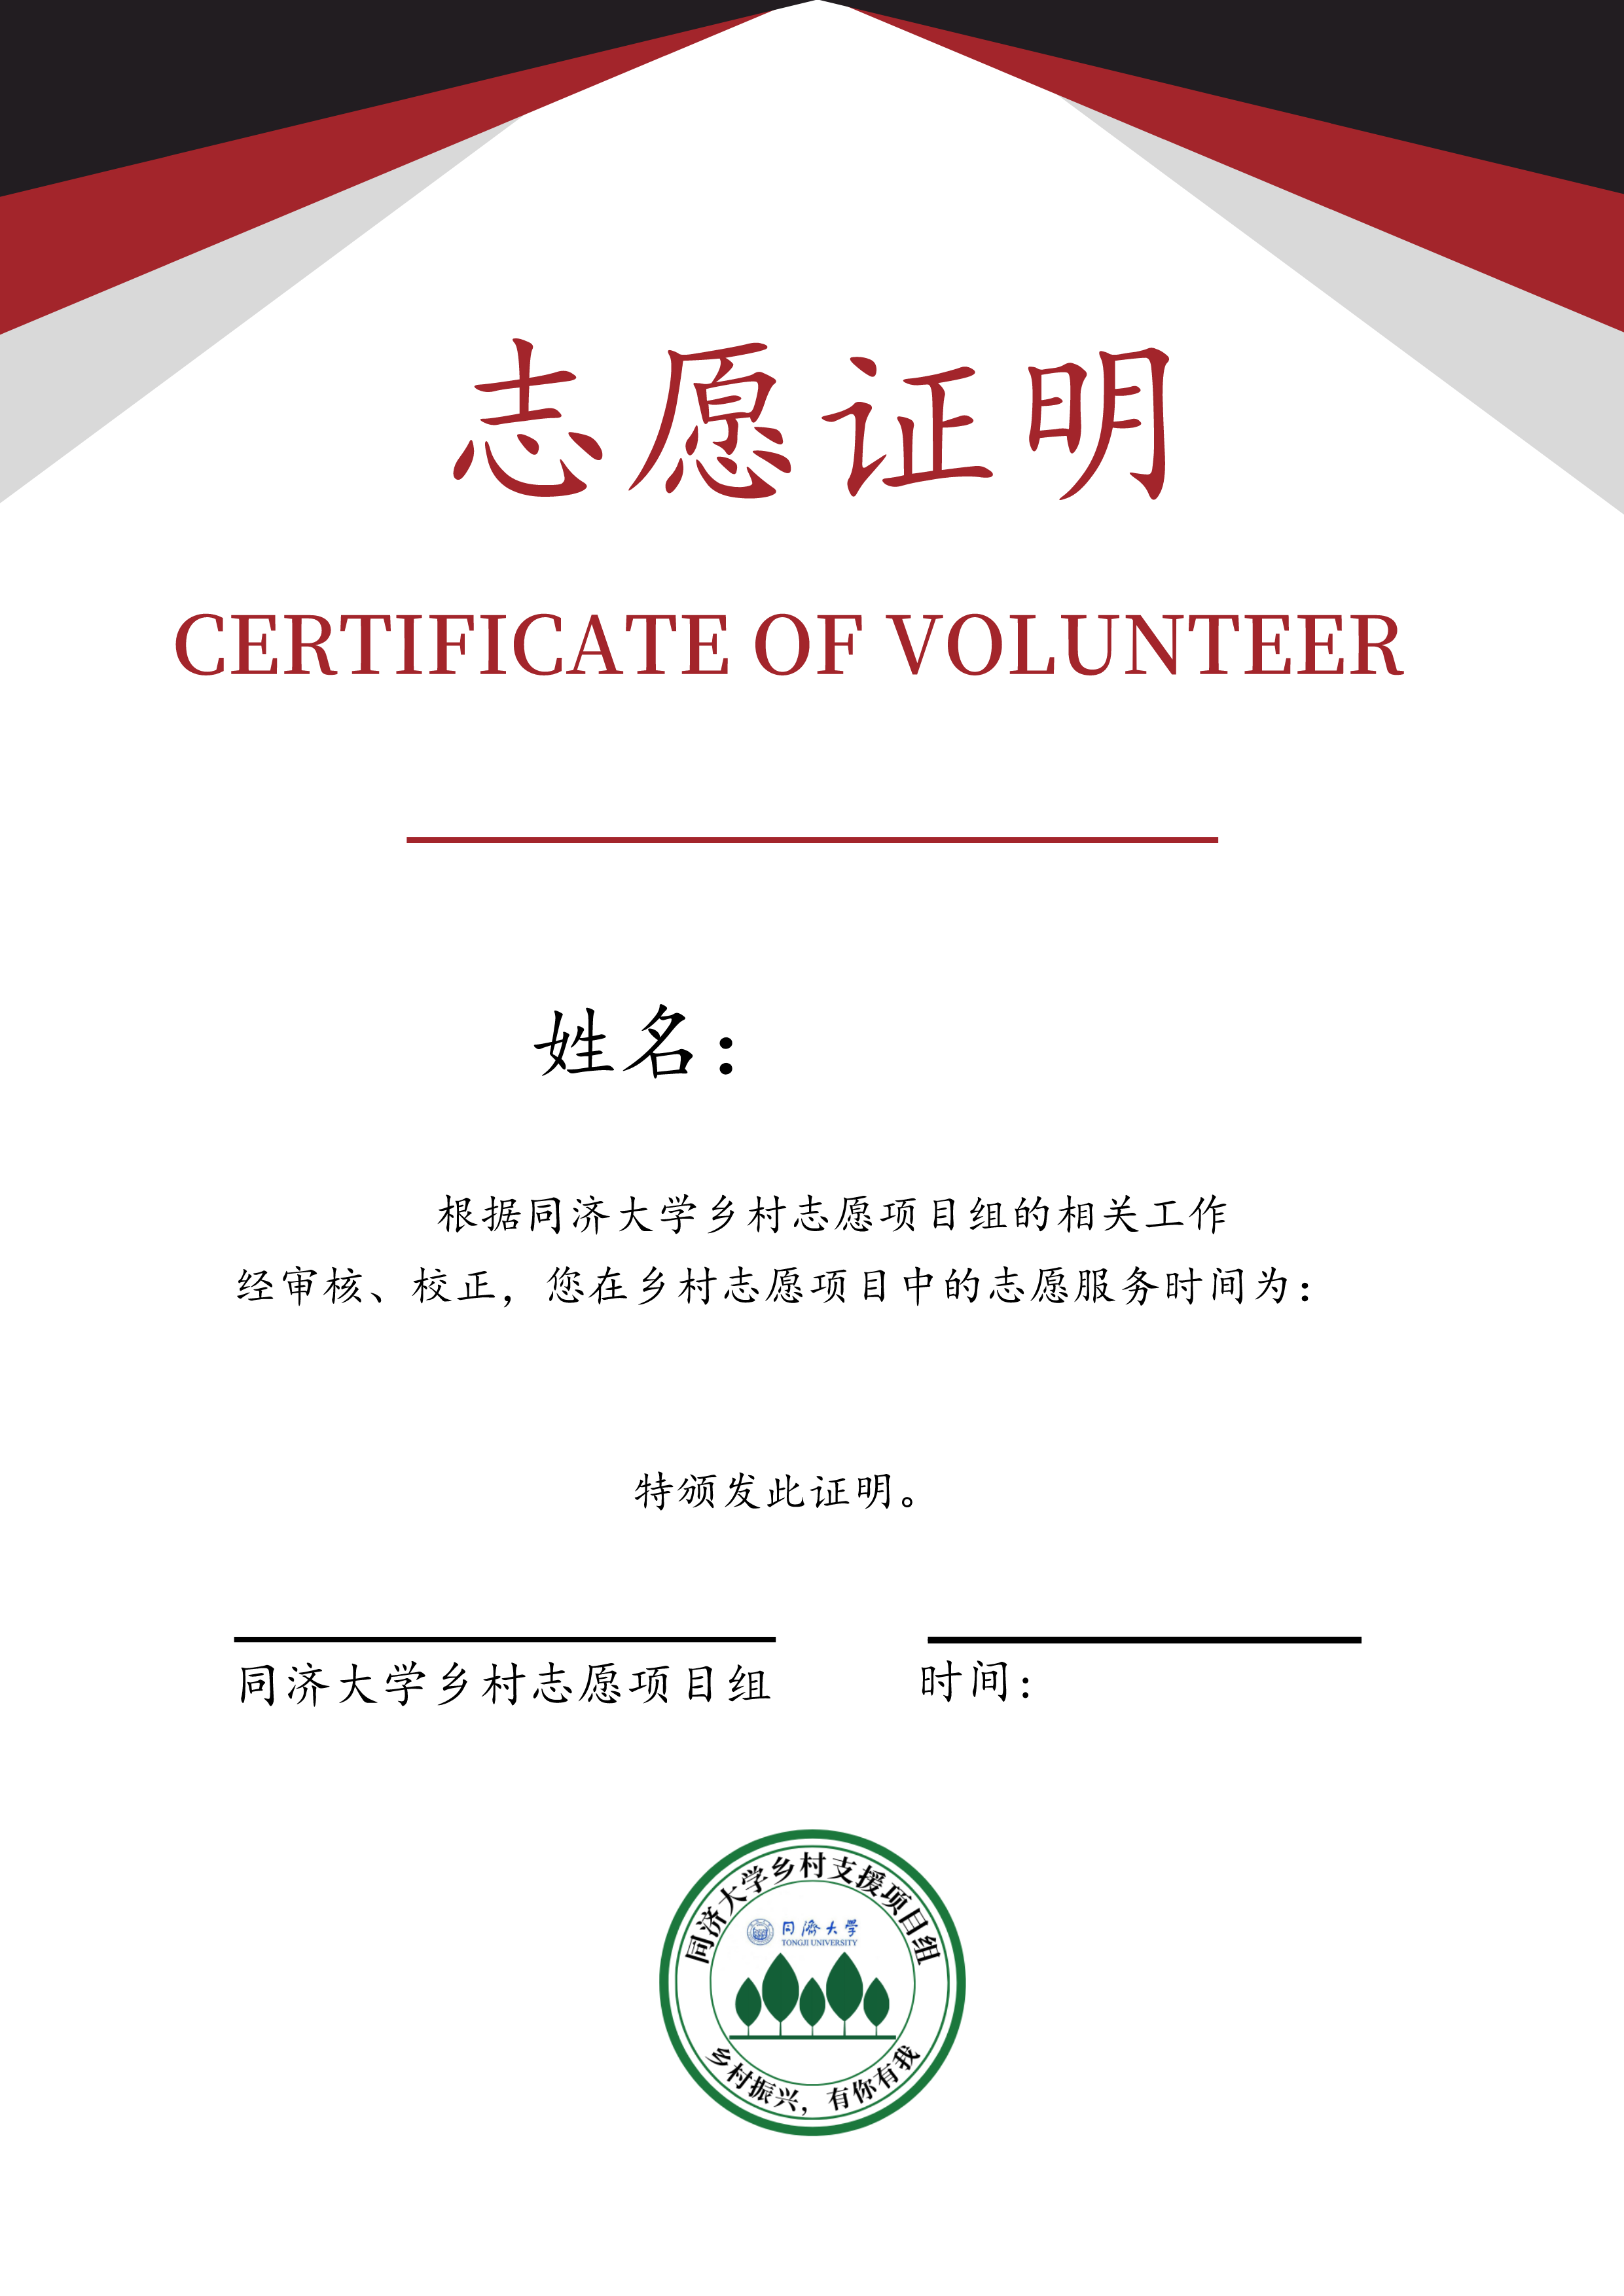 志愿证明
CERTIFICATE OF VOLUNTEER
姓名：
根据同济大学乡村志愿项目组的相关工作
经审核、校正，您在乡村志愿项目中的志愿服务时间为：
特颁发此证明。
同济大学乡村志愿项目组
时间：
同济大学乡村支援项目组
同濟大学
TONGJI UNIVERSITY
乡村振兴，有你有我